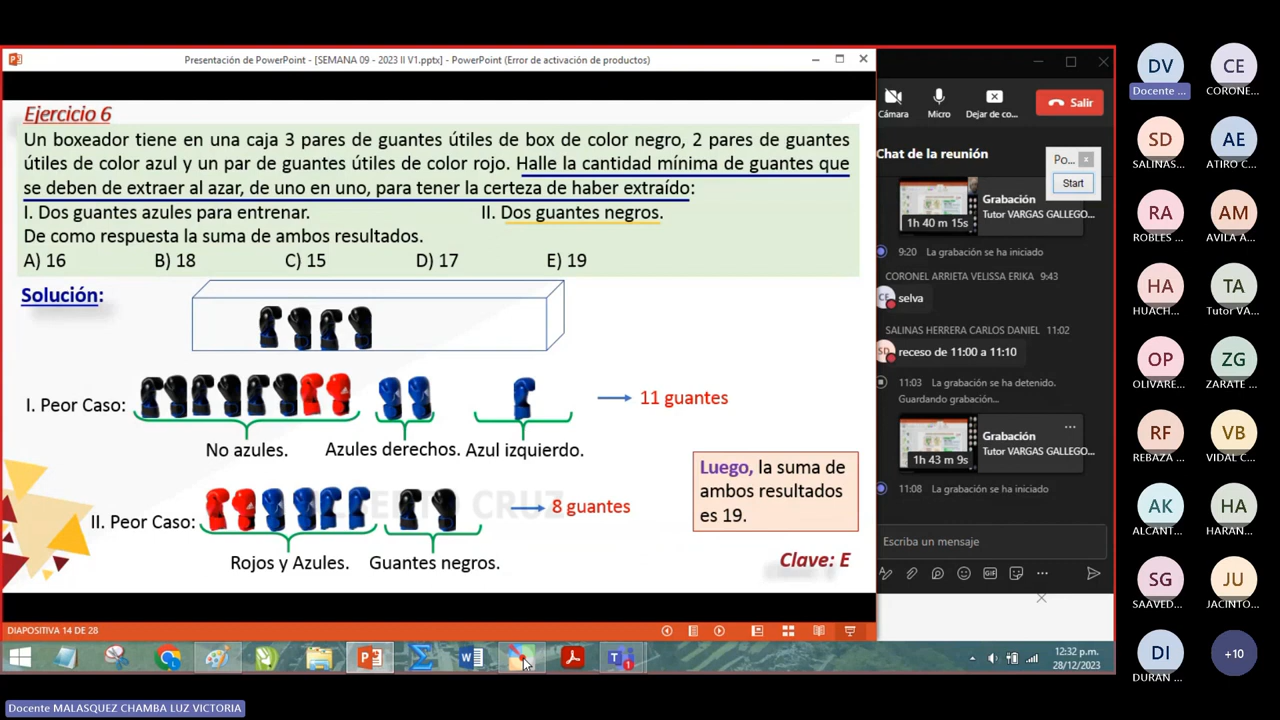 Presentación de PowerPoint - [SEMANA 09 - 2023 II V1.pptx] - PowerPoint (Error de activación de productos)
Ejercicio 6
Un boxeador tiene en una caja 3 pares de guantes útiles de box de color negro, 2 pares de guantes
útiles de color azul y un par de guantes útiles de color rojo. Halle la cantidad mínima de guantes que
se deben de extraer al azar, de uno en uno, para tener la certeza de haber extraído:
I. Dos guantes azules para entrenar. II. Dos guantes negros.
De como respuesta la suma de ambos resultados.
A) 16 B) 18 C) 15 D) 17 E) 19
Solución:
I. Peor Caso:
11 guantes
No azules. Azules derechos. Azul izquierdo.
II. Peor Caso:
8 guantes
Rojos y Azules. Guantes negros.
Luego, la suma de
ambos resultados
es 19.
Clave: E
DIAPOSITIVA 14 DE 28
Cámara Micro Dejar de co... Salir
Chat de la reunión
Po...
Start
Grabación
Tutor VARGAS GALLEGO...
1h 40 m 15s
9:20 La grabación se ha iniciado
CORONEL ARRIETA VELISSA ERIKA 9:43
CE selva
SALINAS HERRERA CARLOS DANIEL 11:02
SD receso de 11:00 a 11:10
11:03 La grabación se ha detenido.
Guardando grabación...
Grabación
Tutor VARGAS GALLEGO...
1h 43 m 9s
11:08 La grabación se ha iniciado
Escriba un mensaje
GIF
12:32 p.m.
28/12/2023
DV CE
Docente ... CORONE...
SD AE
SALINAS... ATIRO C...
RA AM
ROBLES ... AVILA A...
HA TA
HUACH... Tutor VA...
OP ZG
OLIVARE... ZARATE ...
RF VB
REBAZA ... VIDAL C...
AK HA
ALCANT... HARAN...
SG JU
SAAVED... JACINTO...
DI +10
DURAN ...
Docente MALASQUEZ CHAMBA LUZ VICTORIA